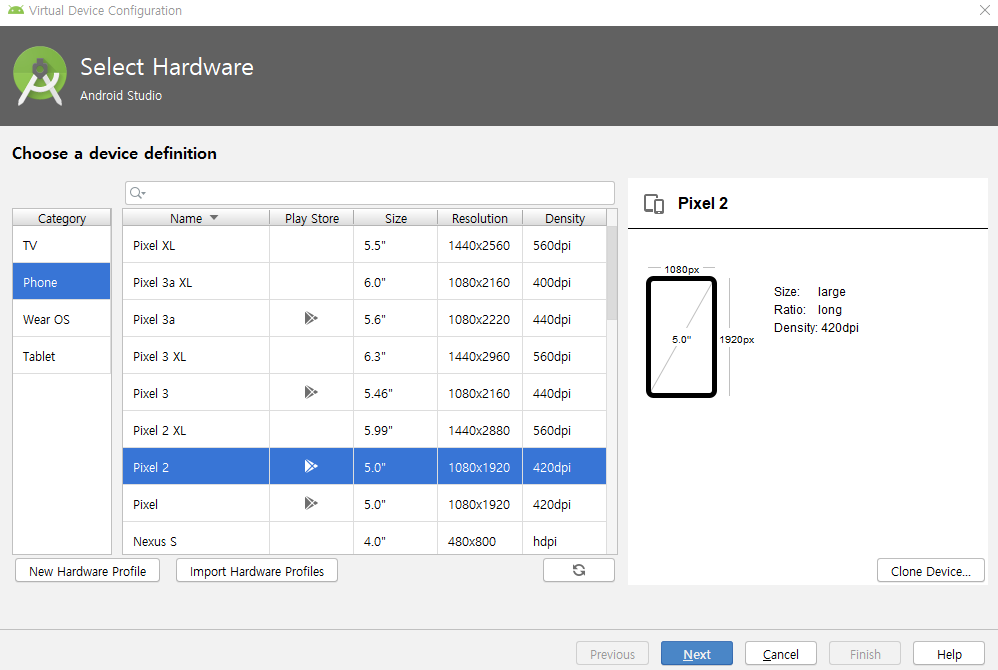 Virtual Device Configuration
Select Hardware
Android Studio
Choose a device definition
Category
TV
Phone
Wear OS
Tablet
Name Play Store Size Resolution Density
Pixel XL 5.5" 1440x2560 560dpi
Pixel 3a XL 6.0" 1080x2160 400dpi
Pixel 3a 5.6" 1080x2220 440dpi
Pixel 3 XL 6.3" 1440x2960 560dpi
Pixel 3 5.46" 1080x2160 440dpi
Pixel 2 XL 5.99" 1440x2880 560dpi
Pixel 2 5.0" 1080x1920 420dpi
Pixel 5.0" 1080x1920 420dpi
Nexus S 4.0" 480x800 hdpi
New Hardware Profile Import Hardware Profiles
Pixel 2
1080px
5.0"
1920px
Size: large
Ratio: long
Density: 420dpi
Clone Device...
Previous Next Cancel Finish Help